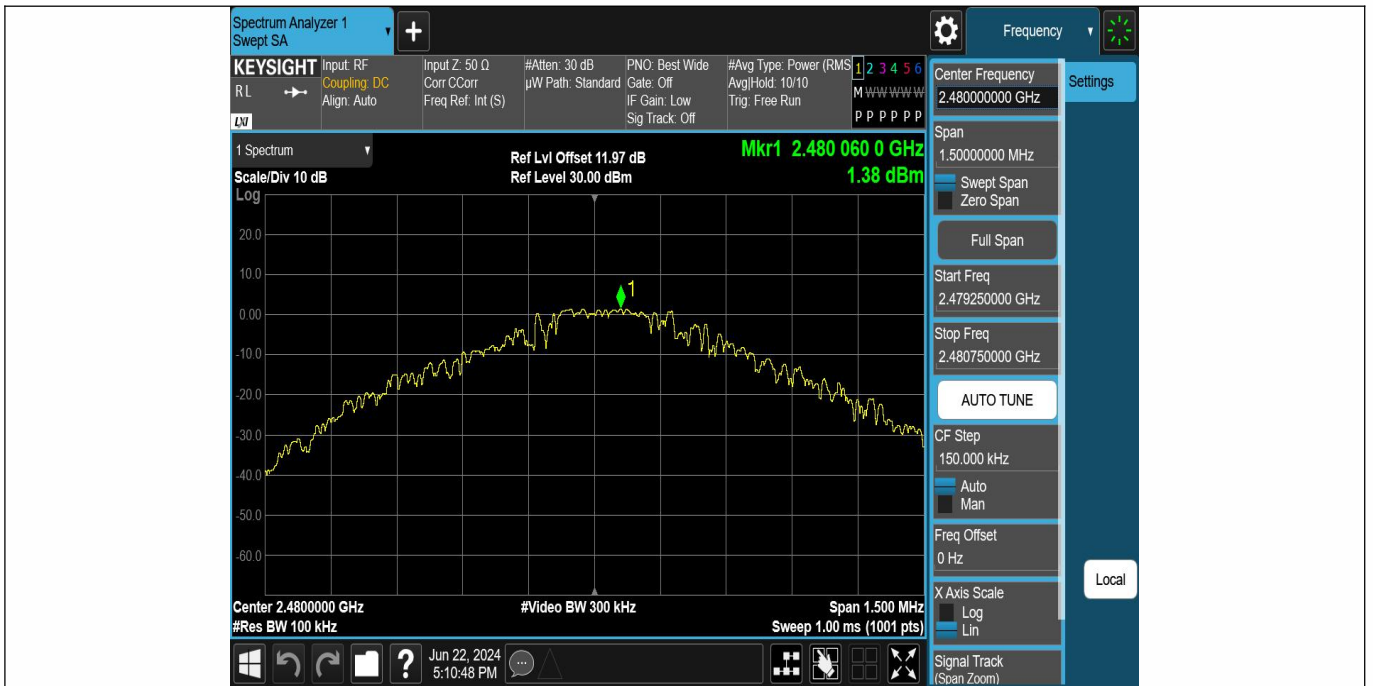 Spectrum Analyzer 1
Swept SA
+
Frequency
KEYSIGHT
RL
LXI
Input: RF
Coupling: DC
Align: Auto
Input Z: 50 Ω
Corr CCorr
Freq Ref: Int (S)
#Atten: 30 dB
µW Path: Standard
PNO: Best Wide
Gate: Off
IF Gain: Low
Sig Track: Off
#Avg Type: Power (RMS
Avg|Hold: 10/10
Trig: Free Run
1 2 3 4 5 6
M W W W W W
P P P P P P
1 Spectrum
Scale/Div 10 dB
Log
Ref Lvl Offset 11.97 dB
Ref Level 30.00 dBm
Mkr1 2.480 060 0 GHz
1.38 dBm
20.0
10.0
0.00
-10.0
-20.0
-30.0
-40.0
-50.0
-60.0
1
Center 2.4800000 GHz
#Res BW 100 kHz
#Video BW 300 kHz
Span 1.500 MHz
Sweep 1.00 ms (1001 pts)
Center Frequency
2.480000000 GHz
Settings
Span
1.50000000 MHz
Swept Span
Zero Span
Full Span
Start Freq
2.479250000 GHz
Stop Freq
2.480750000 GHz
AUTO TUNE
CF Step
150.000 kHz
Auto
Man
Freq Offset
0 Hz
X Axis Scale
Log
Lin
Signal Track
(Span Zoom)
Local
?
Jun 22, 2024
5:10:48 PM